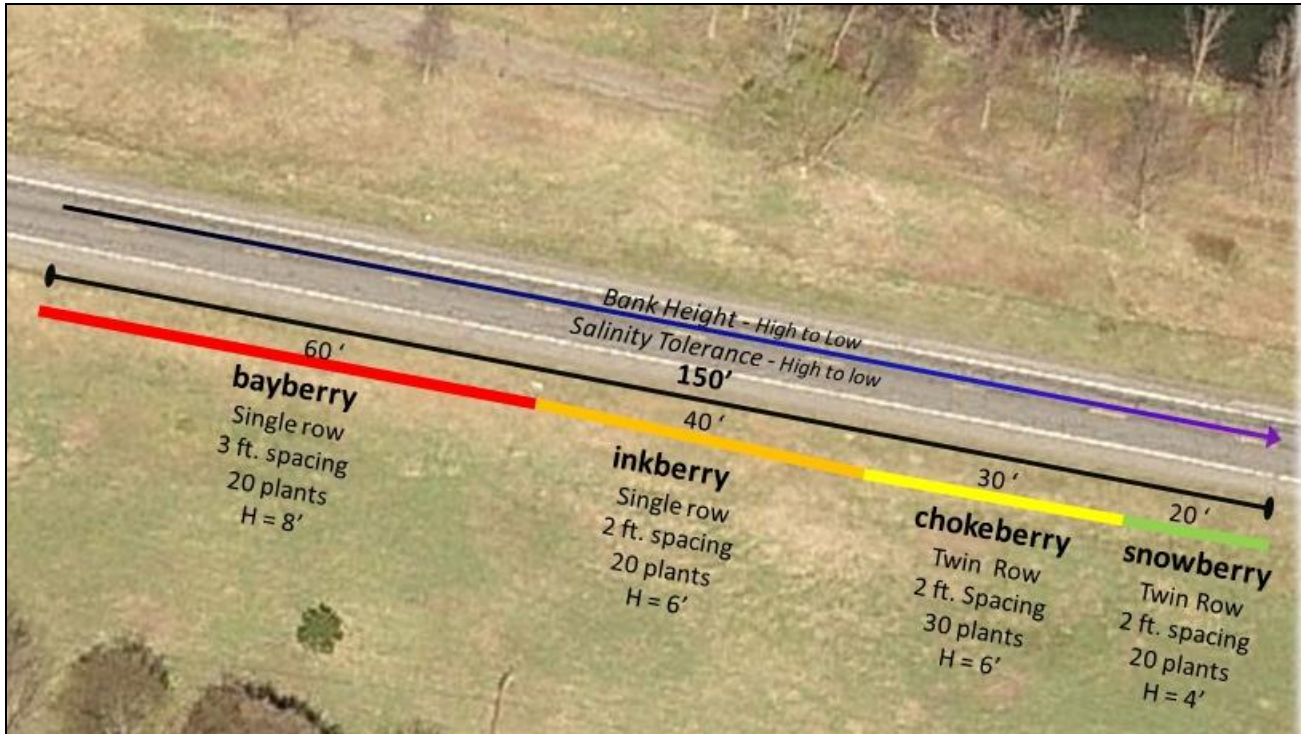 Bank Height - High to Low
Salinity Tolerance - High to low
150’
60 ‘
bayberry
Single row
3 ft. spacing
20 plants
H = 8’
40 ‘
inkberry
Single row
2 ft. spacing
20 plants
H = 6’
30 ‘
chokeberry
Twin Row
2 ft. Spacing
30 plants
H = 6’
20 ‘
snowberry
Twin Row
2 ft. spacing
20 plants
H = 4’